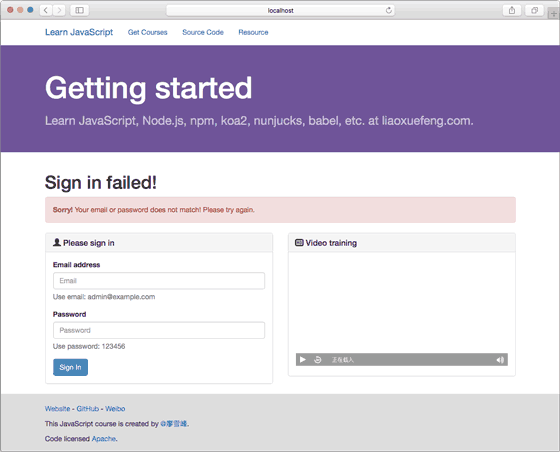 localhost
Learn JavaScript Get Courses Source Code Resource
Getting started
Learn JavaScript, Node.js, npm, koa2, nunjucks, babel, etc. at liaoxuefeng.com.
Sign in failed!
Sorry! Your email or password does not match! Please try again.
Please sign in
Email address
Email
Use email: admin@example.com
Password
Password
Use password: 123456
Sign In
Video training
正在载入
Website - GitHub - Weibo
This JavaScript course is created by @廖雪峰.
Code licensed Apache.